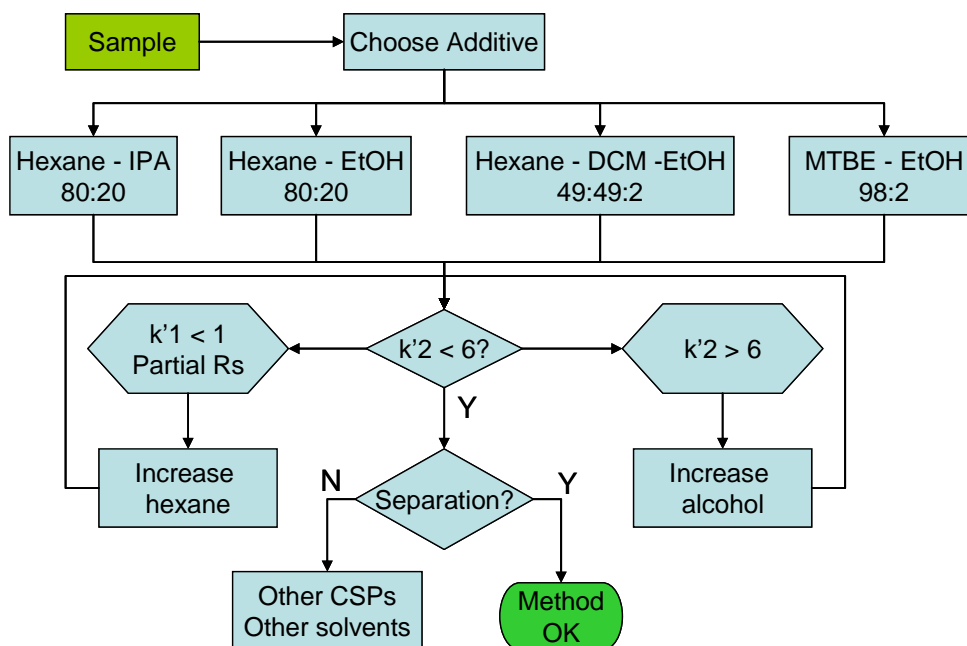 Sample
Choose Additive
Hexane - IPA
80:20
Hexane - EtOH
80:20
Hexane - DCM -EtOH
49:49:2
MTBE - EtOH
98:2
k'1 < 1
Partial Rs
k'2 < 6?
k'2 > 6
Y
Increase
hexane
N
Separation?
Y
Increase
alcohol
Other CSPs
Other solvents
Method
OK